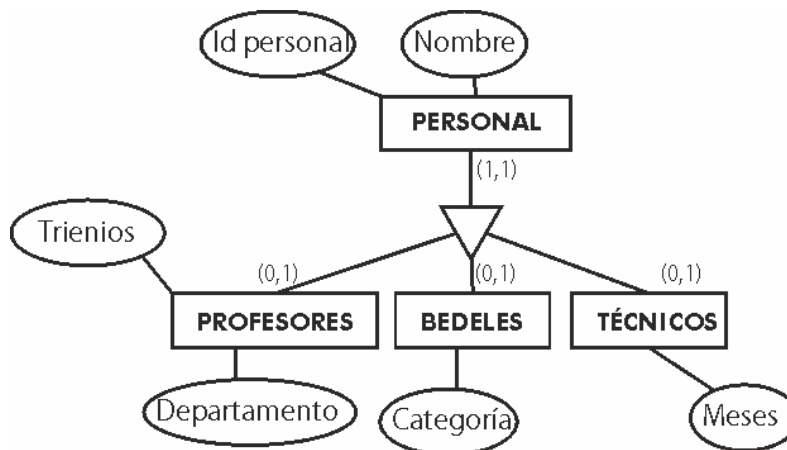 Id personal
Nombre
PERSONAL
(1,1)
Trienios
(0,1)
(0,1)
(0,1)
PROFESORES
BEDELES
TÉCNICOS
Departamento
Categoría
Meses